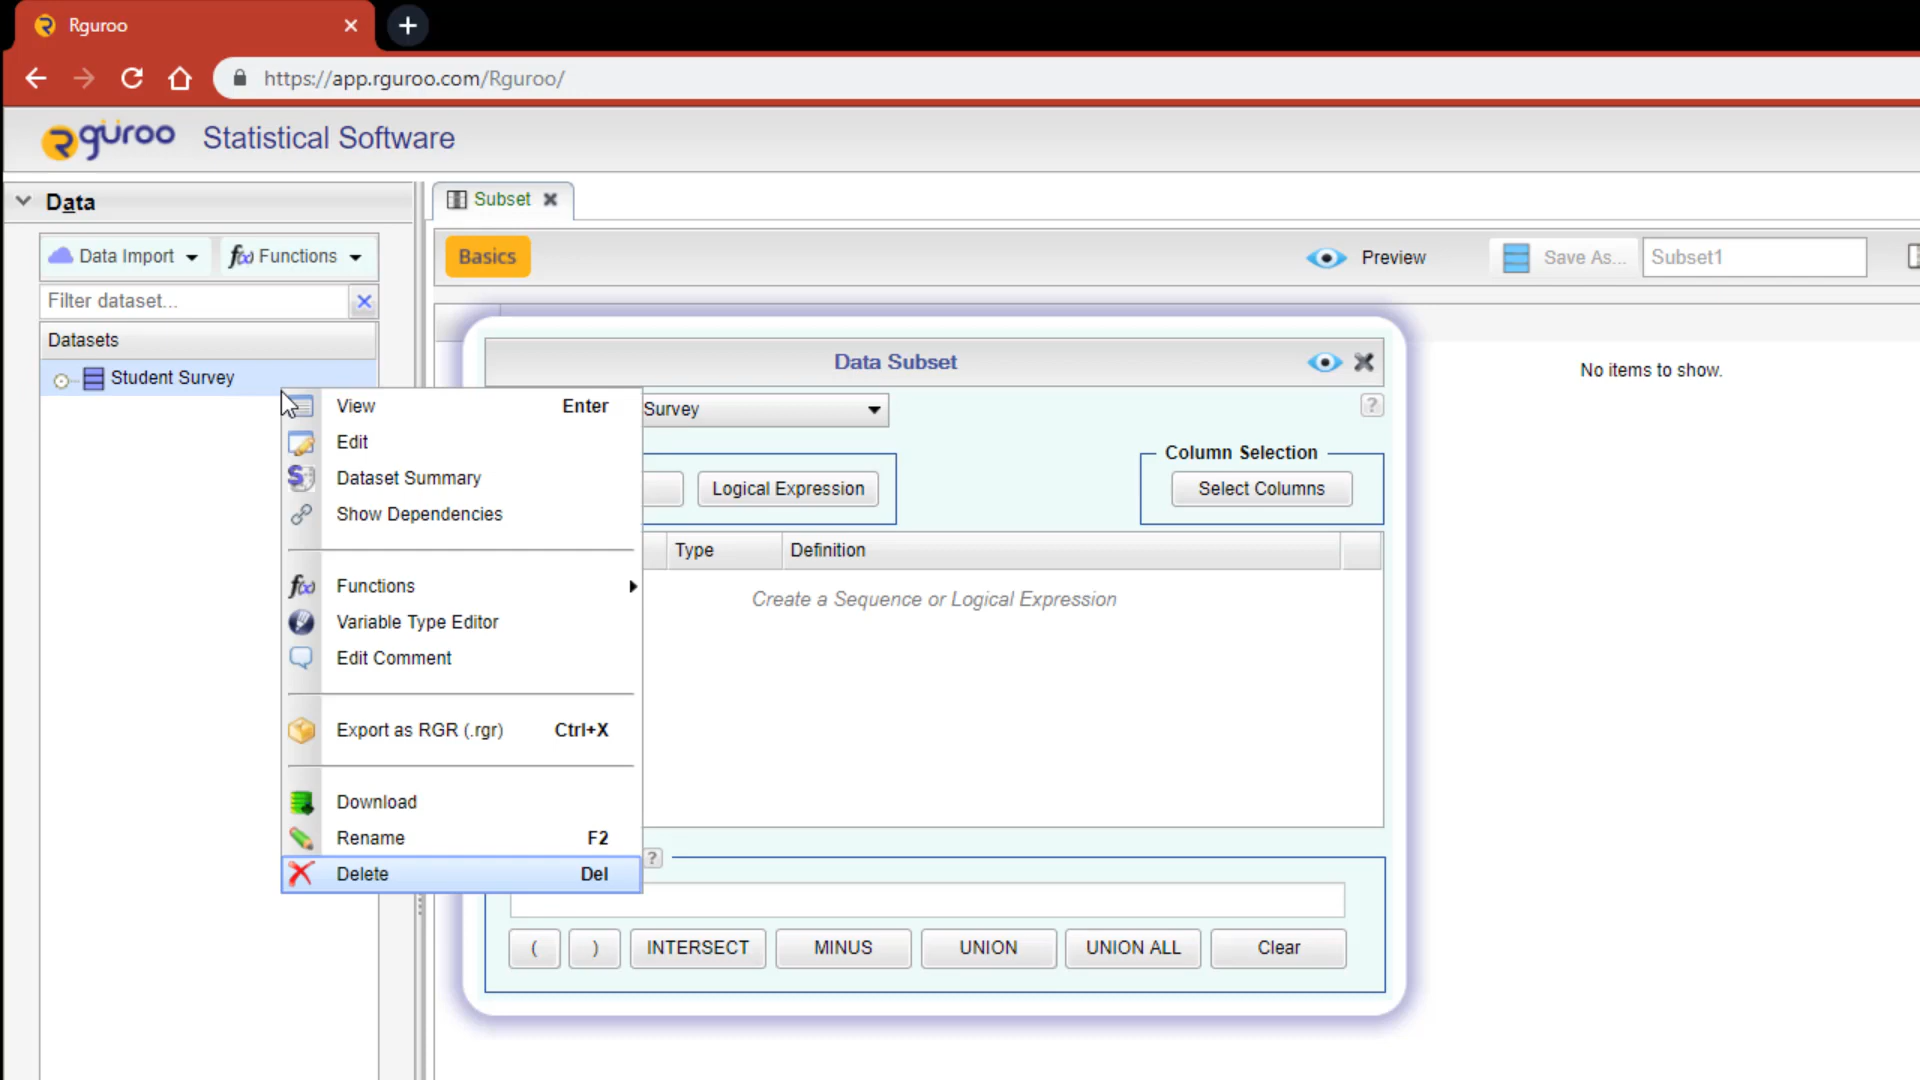 Rguroo
https://app.rguroo.com/Rguroo/
rguroo Statistical Software
Data
Subset
Data Import
f(x) Functions
Basics
Preview
Save As...
Subset1
Filter dataset...
Datasets
Student Survey
Data Subset
View Enter
Edit
Dataset Summary
Show Dependencies
f(x) Functions
Variable Type Editor
Edit Comment
Export as RGR (.rgr) Ctrl+X
Download
Rename F2
Delete Del
Survey
?
Column Selection
Logical Expression
Select Columns
Type Definition
Create a Sequence or Logical Expression
?
( ) INTERSECT MINUS UNION UNION ALL Clear
No items to show.